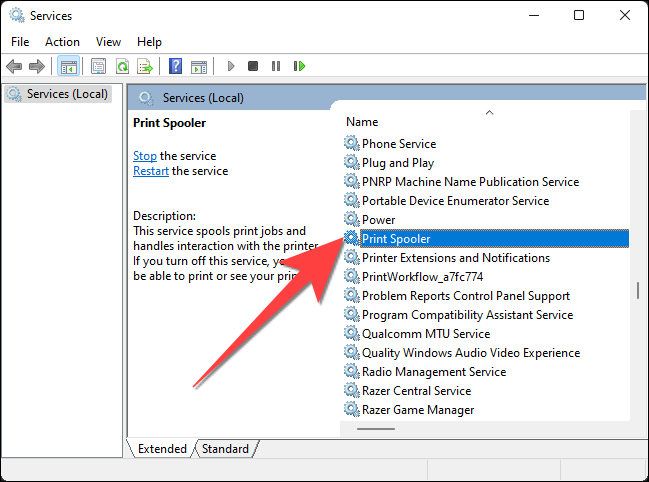 Services
File Action View Help
Services (Local)
Services (Local)
Print Spooler
Stop the service
Restart the service
Description:
This service spools print jobs and
handles interaction with the printer.
If you turn off this service, 
be able to print or see your
Name
Phone Service
Plug and Play
PNRP Machine Name Publication Service
Portable Device Enumerator Service
Power
Print Spooler
Printer Extensions and Notifications
PrintWorkflow_a7fc774
Problem Reports Control Panel Support
Program Compatibility Assistant Service
Qualcomm MTU Service
Quality Windows Audio Video Experience
Radio Management Service
Razer Central Service
Razer Game Manager
Extended Standard